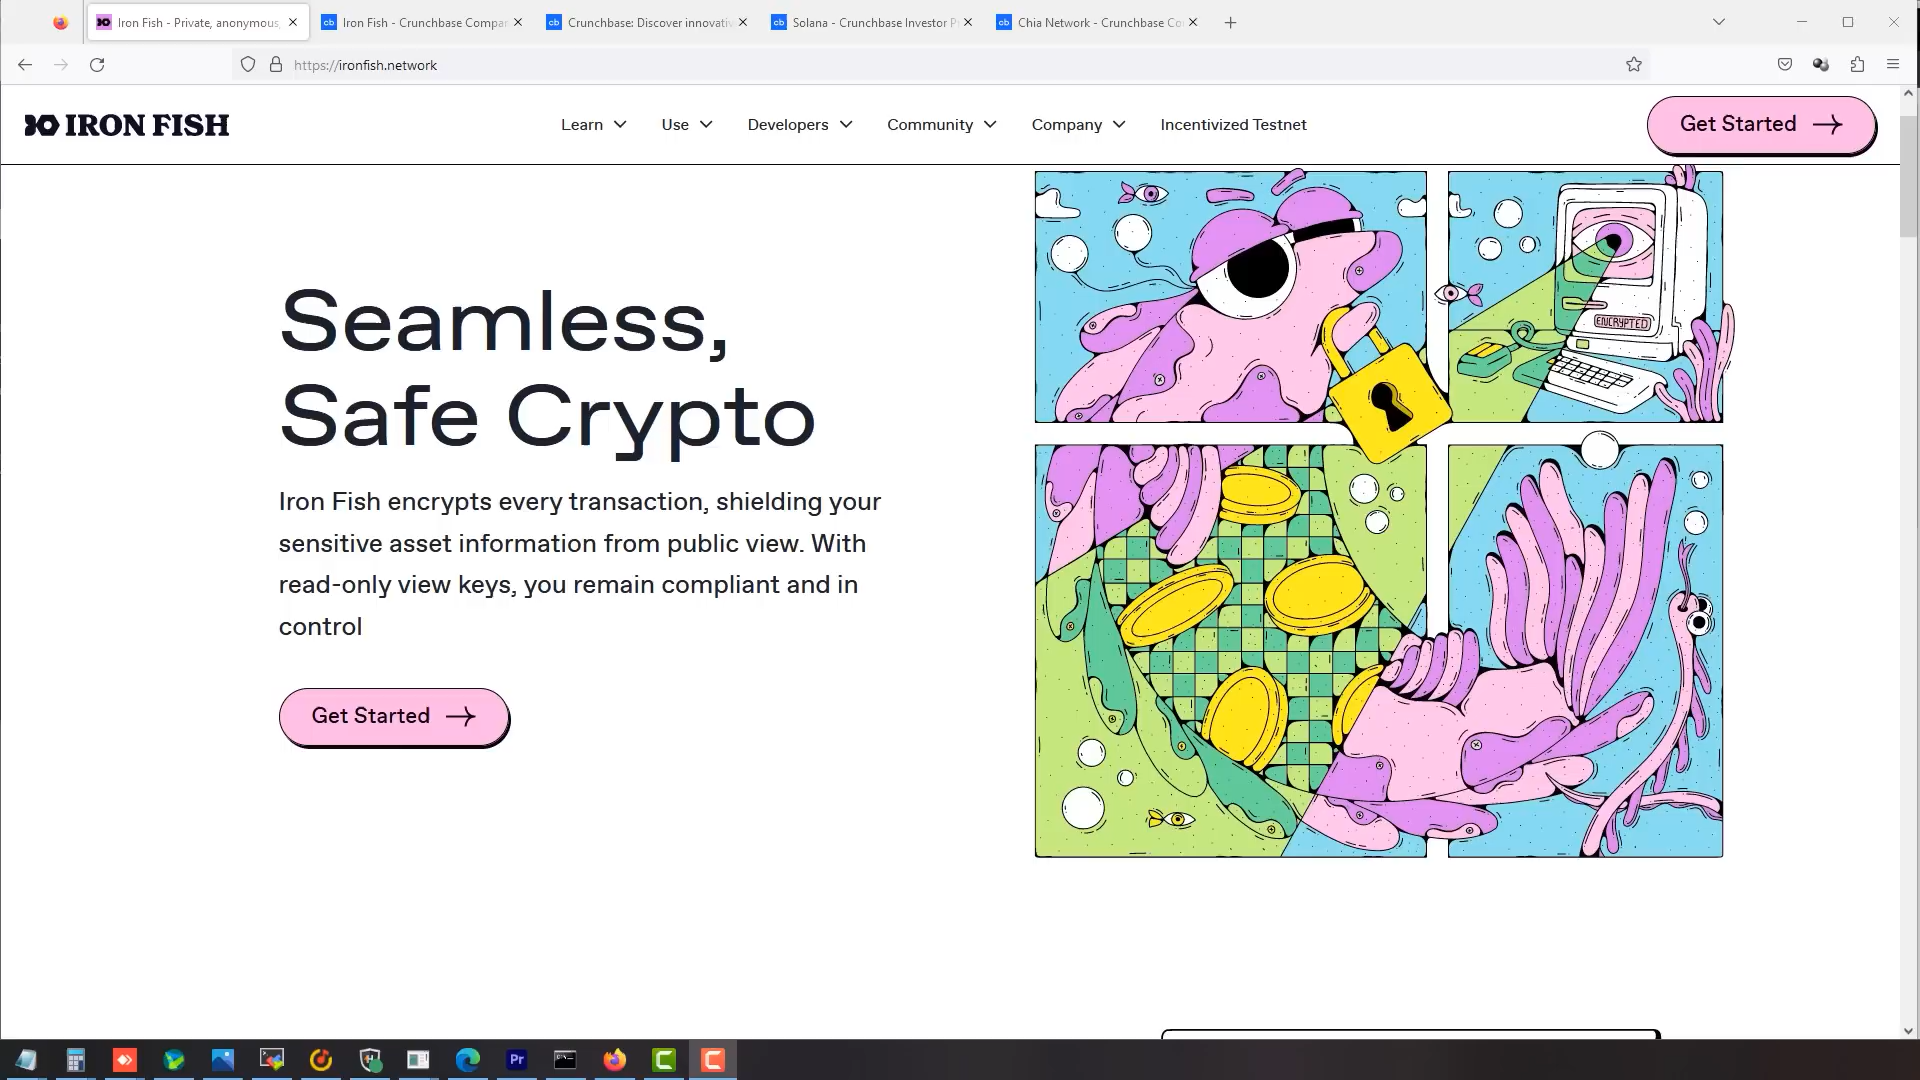 Iron Fish - Private, anonymous,
Iron Fish - Crunchbase Compan
Crunchbase: Discover innovativ
Solana - Crunchbase Investor P
Chia Network - Crunchbase Co
https://ironfish.network
IRON FISH
Learn
Use
Developers
Community
Company
Incentivized Testnet
Get Started
Seamless,
Safe Crypto
Iron Fish encrypts every transaction, shielding your
sensitive asset information from public view. With
read-only view keys, you remain compliant and in
control
Get Started
ENCRYPTED
Pr